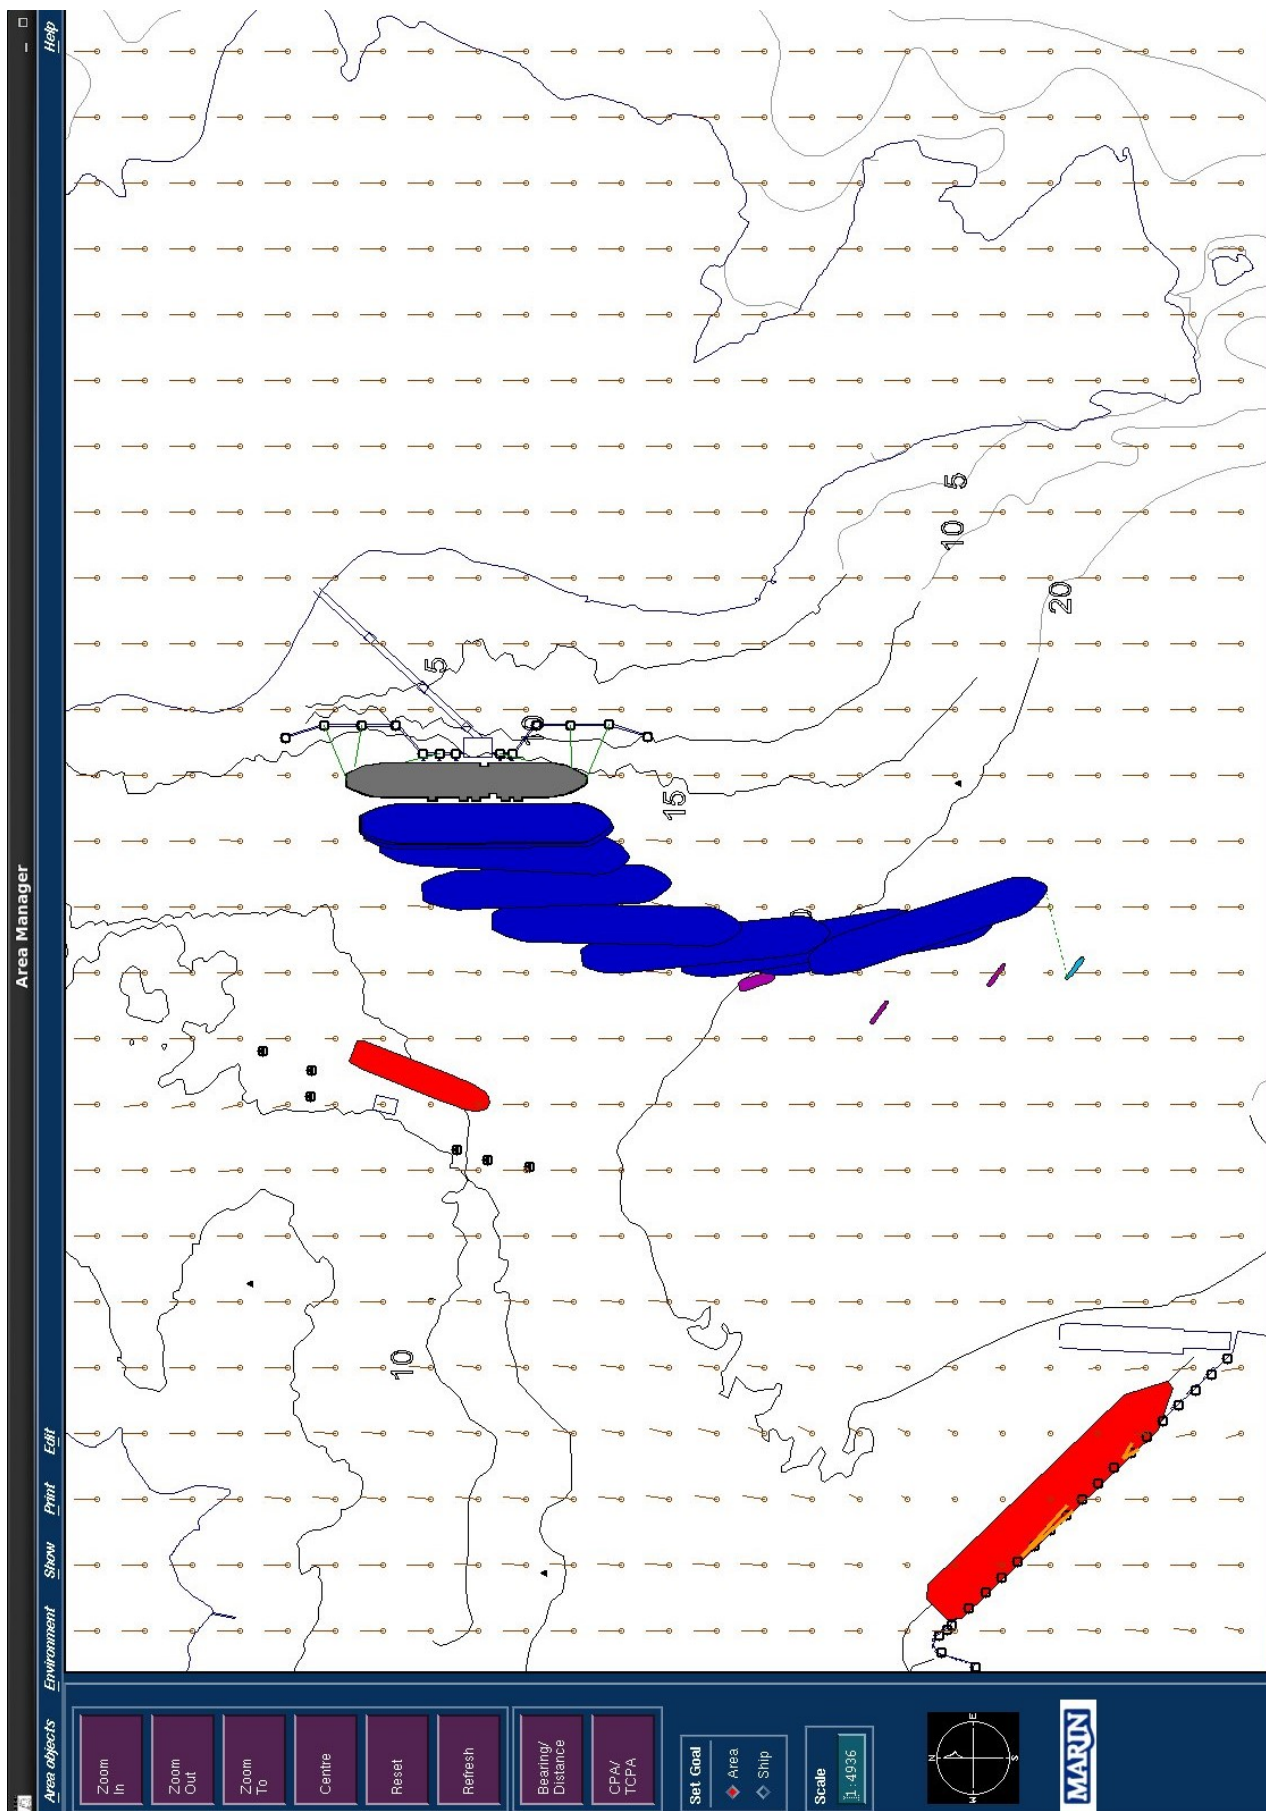 Area Manager
Area objects Environment Show Print Edit Help
Zoom
In
Zoom
Out
Zoom
To
Centre
Reset
Refresh
Bearing/
Distance
CPA/
TCPA
Set Goal
Area
Ship
Scale
1:4936
N
W E
S
MARIN
5
15
10
5
10
20